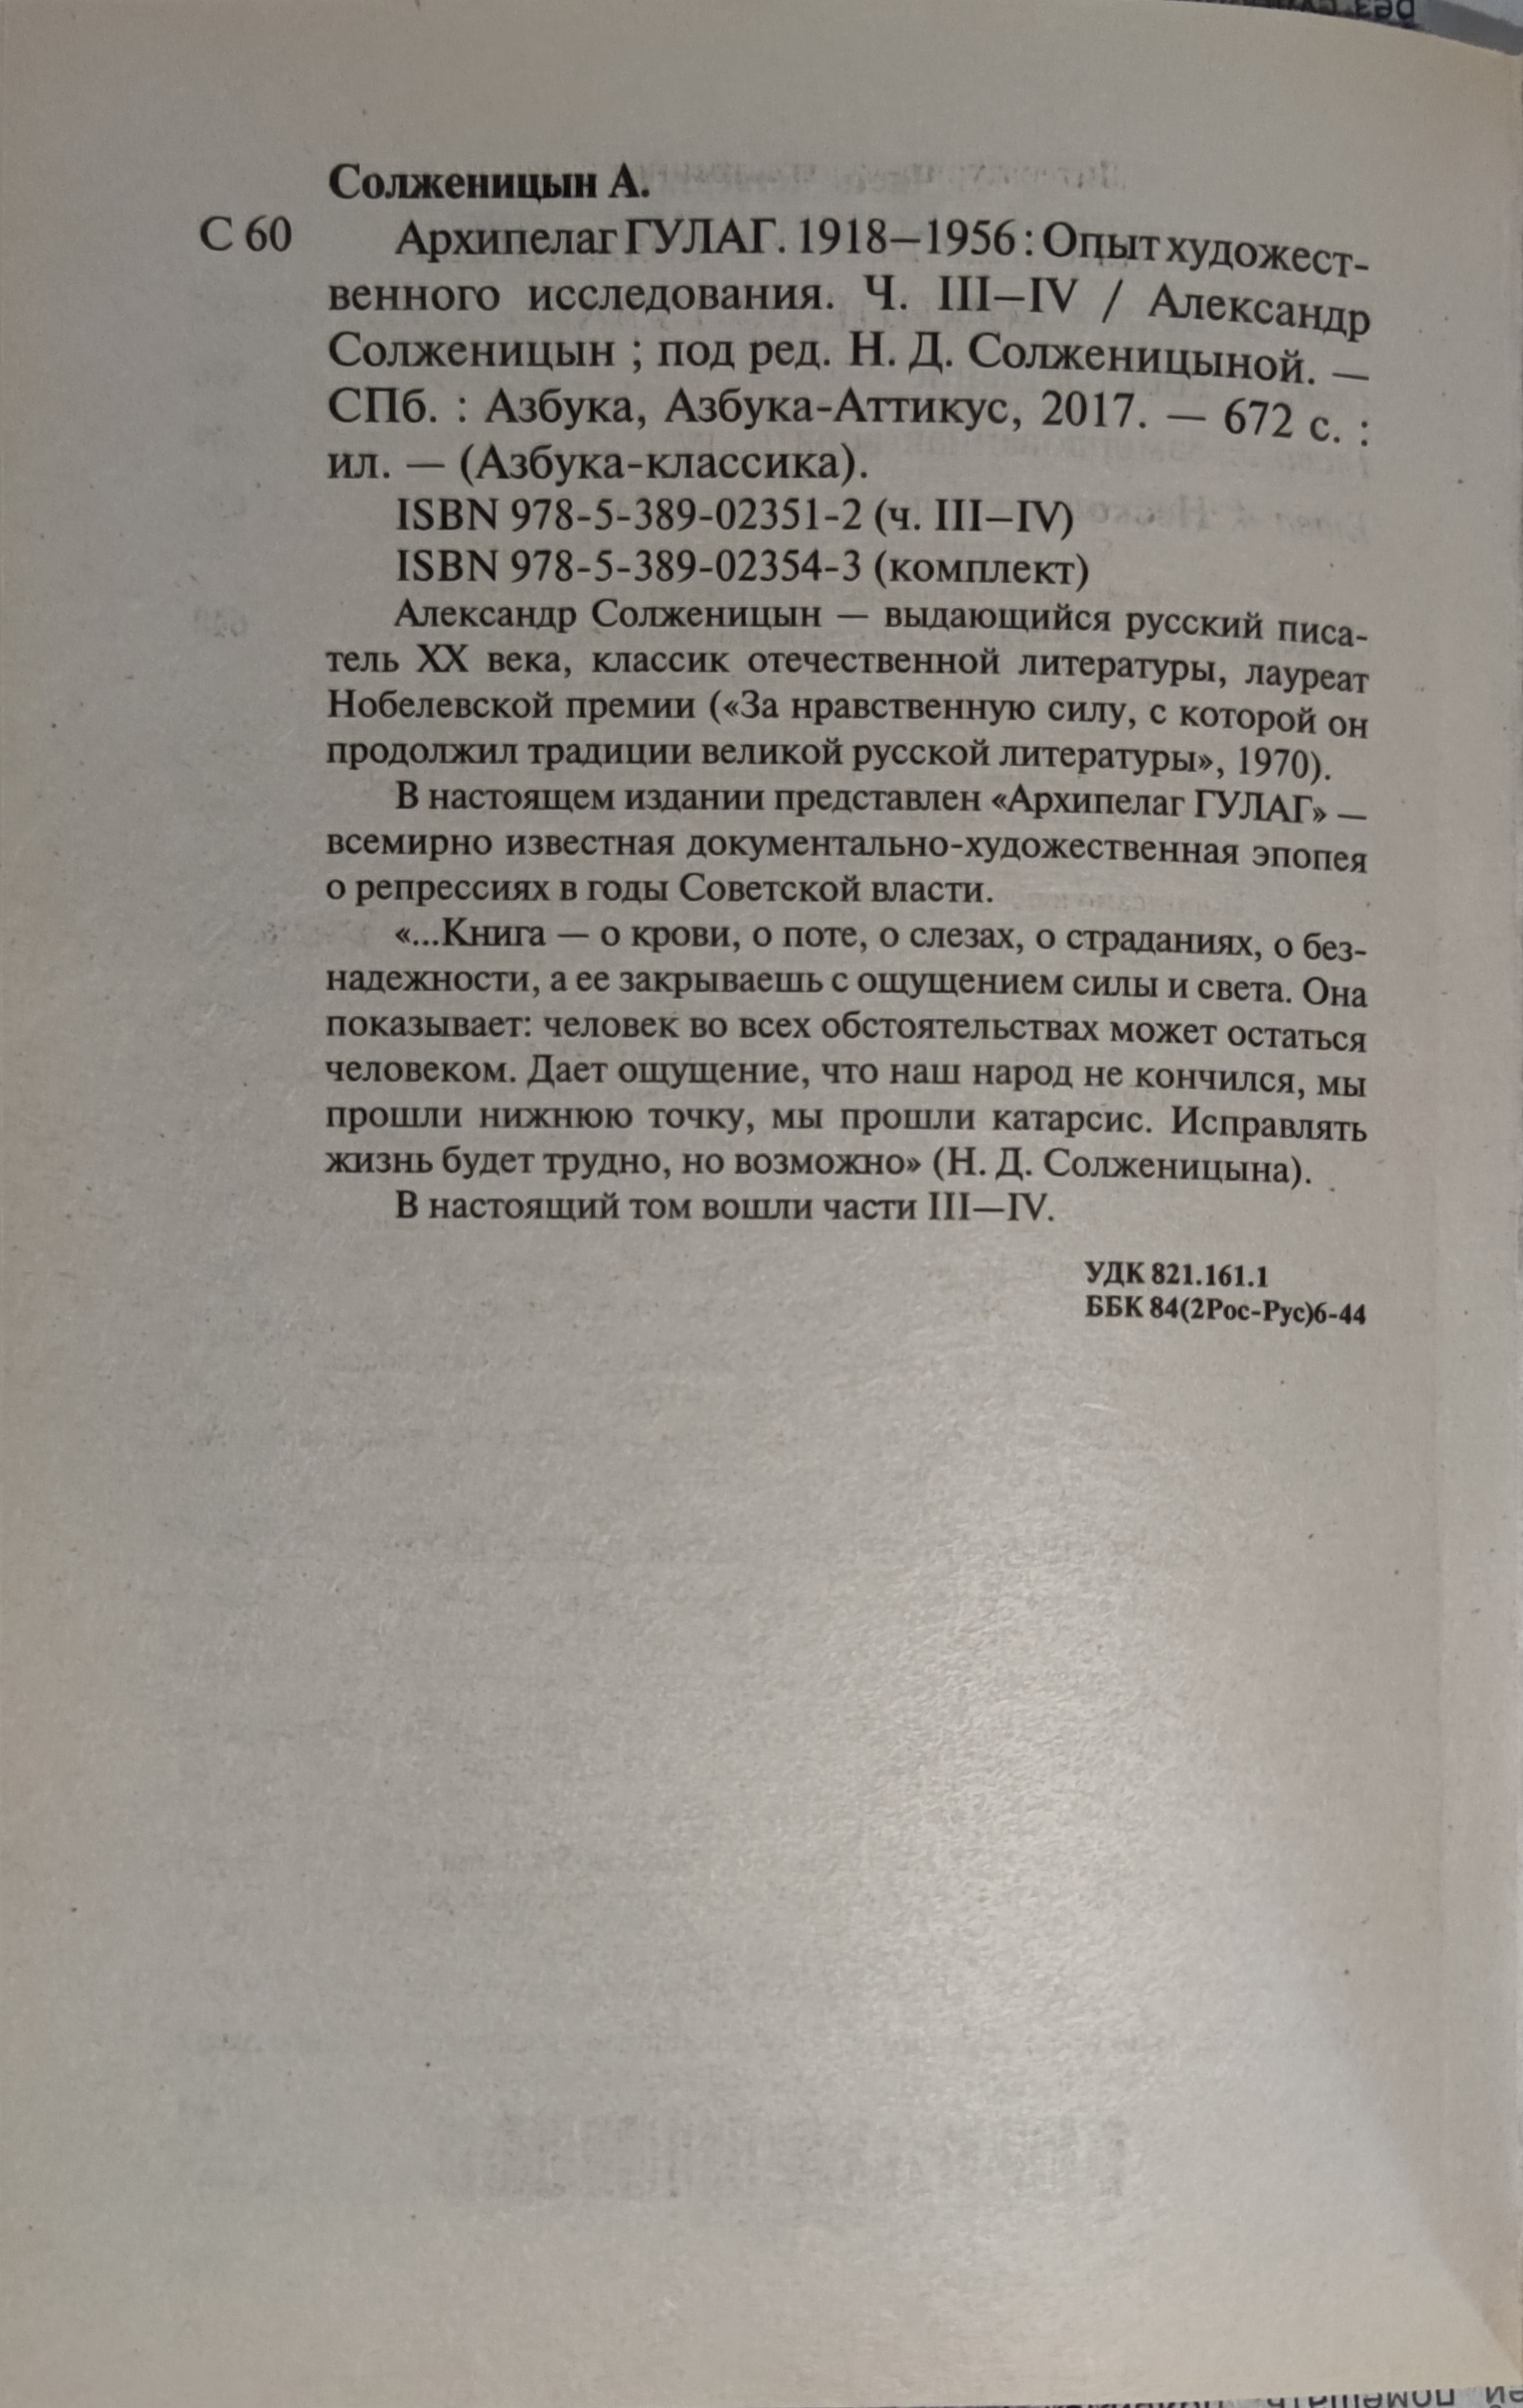 Солженицын А.
С 60 Архипелаг ГУЛАГ. 1918–1956 : Опыт художест-
венного исследования. Ч. III–IV / Александр
Солженицын ; под ред. Н. Д. Солженицыной. —
СПб. : Азбука, Азбука-Аттикус, 2017. — 672 с. :
ил. — (Азбука-классика).
ISBN 978-5-389-02351-2 (ч. III–IV)
ISBN 978-5-389-02354-3 (комплект)
Александр Солженицын — выдающийся русский писа-
тель XX века, классик отечественной литературы, лауреат
Нобелевской премии («За нравственную силу, с которой он
продолжил традиции великой русской литературы», 1970).
В настоящем издании представлен «Архипелаг ГУЛАГ» —
всемирно известная документально-художественная эпопея
о репрессиях в годы Советской власти.
«...Книга — о крови, о поте, о слезах, о страданиях, о без-
надежности, а ее закрываешь с ощущением силы и света. Она
показывает: человек во всех обстоятельствах может остаться
человеком. Дает ощущение, что наш народ не кончился, мы
прошли нижнюю точку, мы прошли катарсис. Исправлять
жизнь будет трудно, но возможно» (Н. Д. Солженицына).
В настоящий том вошли части III—IV.
УДК 821.161.1
ББК 84(2Рос-Рус)6-44